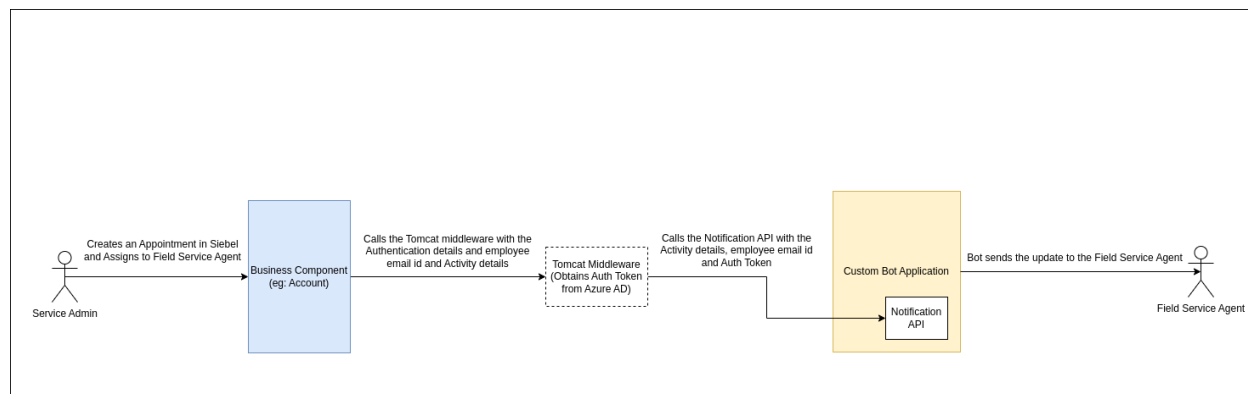 Creates an Appointment in Siebel
and Assigns to Field Service Agent
Service Admin
Business Component
(eg: Account)
Calls the Tomcat middleware with the
Authentication details and employee
email id and Activity details
Tomcat Middleware
(Obtains Auth Token
from Azure AD)
Calls the Notification API with the
Activity details, employee email id
and Auth Token
Custom Bot Application
Notification
API
Bot sends the update to the Field Service Agent
Field Service Agent